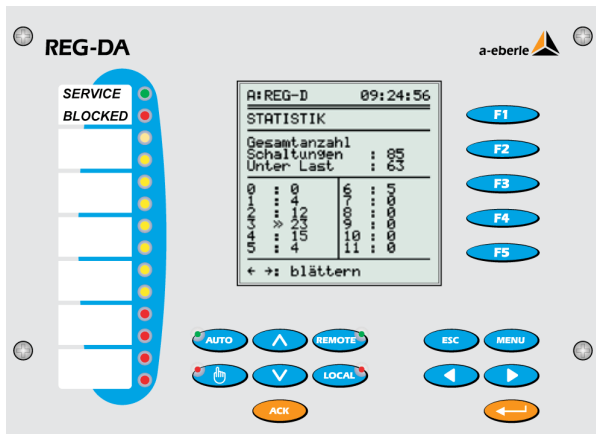 REG-DA
a-eberle
SERVICE
BLOCKED
A:REG-D 09:24:56
STATISTIK
Gesamtanzahl
Schaltungen : 85
Unter Last : 63
0 : 0 6 : 5
1 : 4 7 : 0
2 : 12 8 : 0
3 » 23 9 : 0
4 : 15 10 : 0
5 : 4 11 : 0
← →: blättern
F1
F2
F3
F4
F5
AUTO REMOTE ESC MENU
LOCAL
ACK